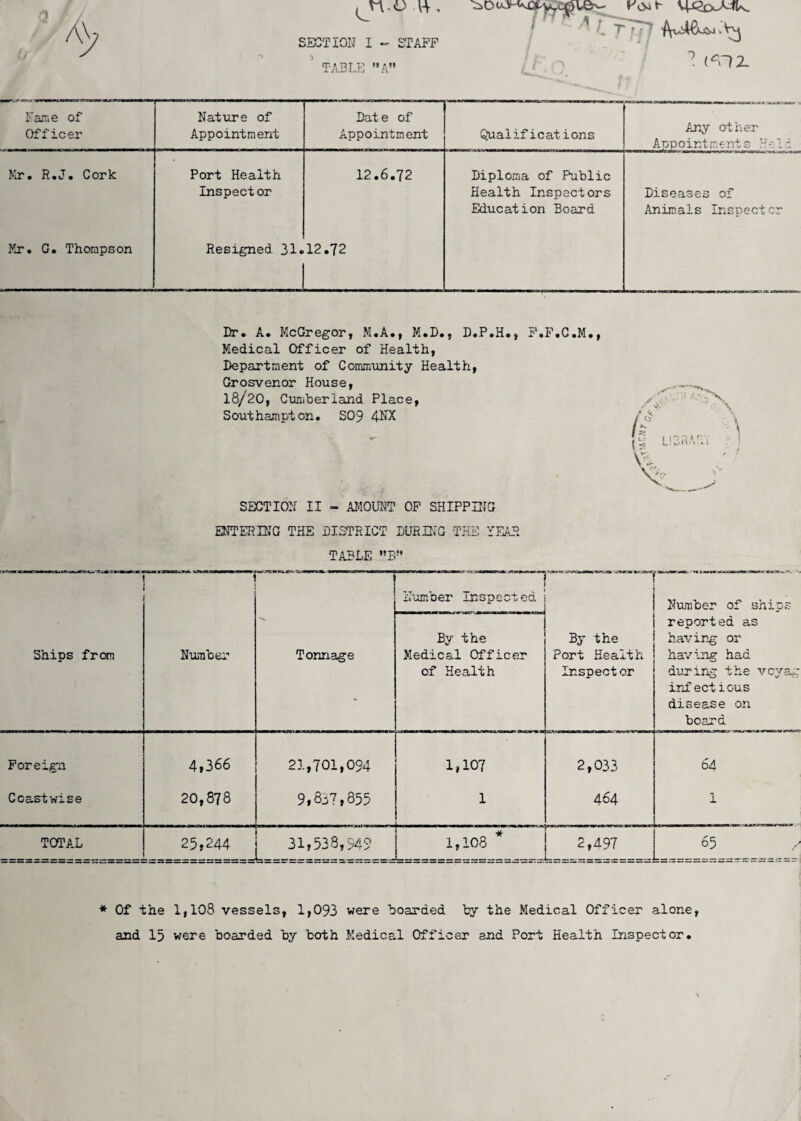 M.O.H. Southampton Port Health
Authority
? 1972
SECTION I - STAFF
TABLE "A"
Name of Officer | Nature of Appointment | Date of Appointment | Qualifications | Any other Appointments Held
Mr. R.J. Cork | Port Health Inspector | 12.6.72 | Diploma of Public Health Inspectors Education Board | Diseases of Animals Inspector
Mr. G. Thompson | Resigned 31.12.72
Dr. A. McGregor, M.A., M.D., D.P.H., F.F.C.M.,
Medical Officer of Health,
Department of Community Health,
Grosvenor House,
18/20, Cumberland Place,
Southampton. SO9 4NX
LIBRARY
SECTION II - AMOUNT OF SHIPPING
ENTERING THE DISTRICT DURING THE YEAR
TABLE "B"
Ships from | Number | Tonnage | Number Inspected | By the Medical Officer of Health | By the Port Health Inspector | Number of ships reported as having or having had during the voyag infectious disease on board
Foreign | 4,366 | 21,701,094 | 1,107 | 2,033 | 64
Coastwise | 20,878 | 9,837,855 | 1 | 464 | 1
TOTAL | 25,244 | 31,538,949 | 1,108 * | 2,497 | 65
* Of the 1,108 vessels, 1,093 were boarded by the Medical Officer alone,
and 15 were boarded by both Medical Officer and Port Health Inspector.